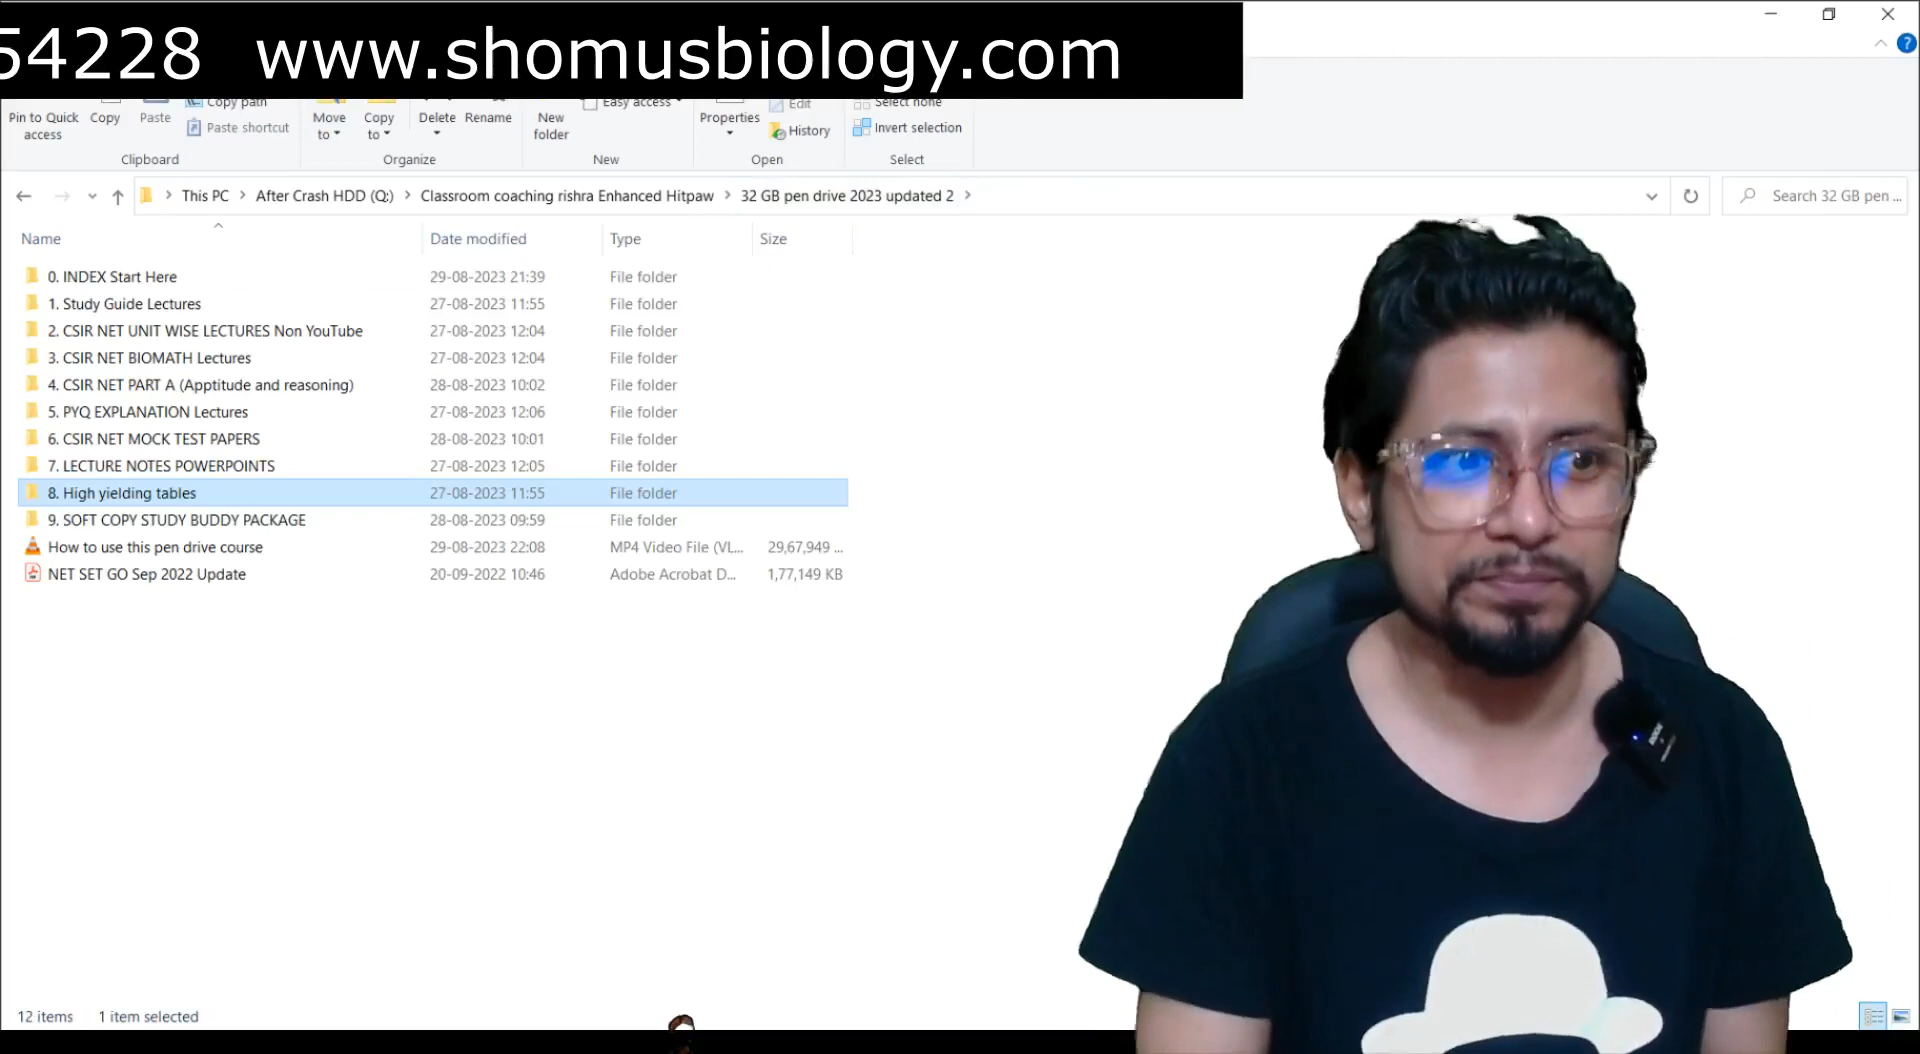 54228 www.shomusbiology.com
Pin to Quick access
Copy
Paste
Copy path
Paste shortcut
Clipboard
Move to
Copy to
Delete
Rename
Organize
New folder
Easy access
New
Properties
Edit
History
Open
Select none
Invert selection
Select
This PC > After Crash HDD (Q:) > Classroom coaching rishra Enhanced Hitpaw > 32 GB pen drive 2023 updated 2 >
Search 32 GB pen ...
Name Date modified Type Size
0. INDEX Start Here 29-08-2023 21:39 File folder
1. Study Guide Lectures 27-08-2023 11:55 File folder
2. CSIR NET UNIT WISE LECTURES Non YouTube 27-08-2023 12:04 File folder
3. CSIR NET BIOMATH Lectures 27-08-2023 12:04 File folder
4. CSIR NET PART A (Apptitude and reasoning) 28-08-2023 10:02 File folder
5. PYQ EXPLANATION Lectures 27-08-2023 12:06 File folder
6. CSIR NET MOCK TEST PAPERS 28-08-2023 10:01 File folder
7. LECTURE NOTES POWERPOINTS 27-08-2023 12:05 File folder
8. High yielding tables 27-08-2023 11:55 File folder
9. SOFT COPY STUDY BUDDY PACKAGE 28-08-2023 09:59 File folder
How to use this pen drive course 29-08-2023 22:08 MP4 Video File (VL... 29,67,949 ...
NET SET GO Sep 2022 Update 20-09-2022 10:46 Adobe Acrobat D... 1,77,149 KB
RODE
12 items 1 item selected